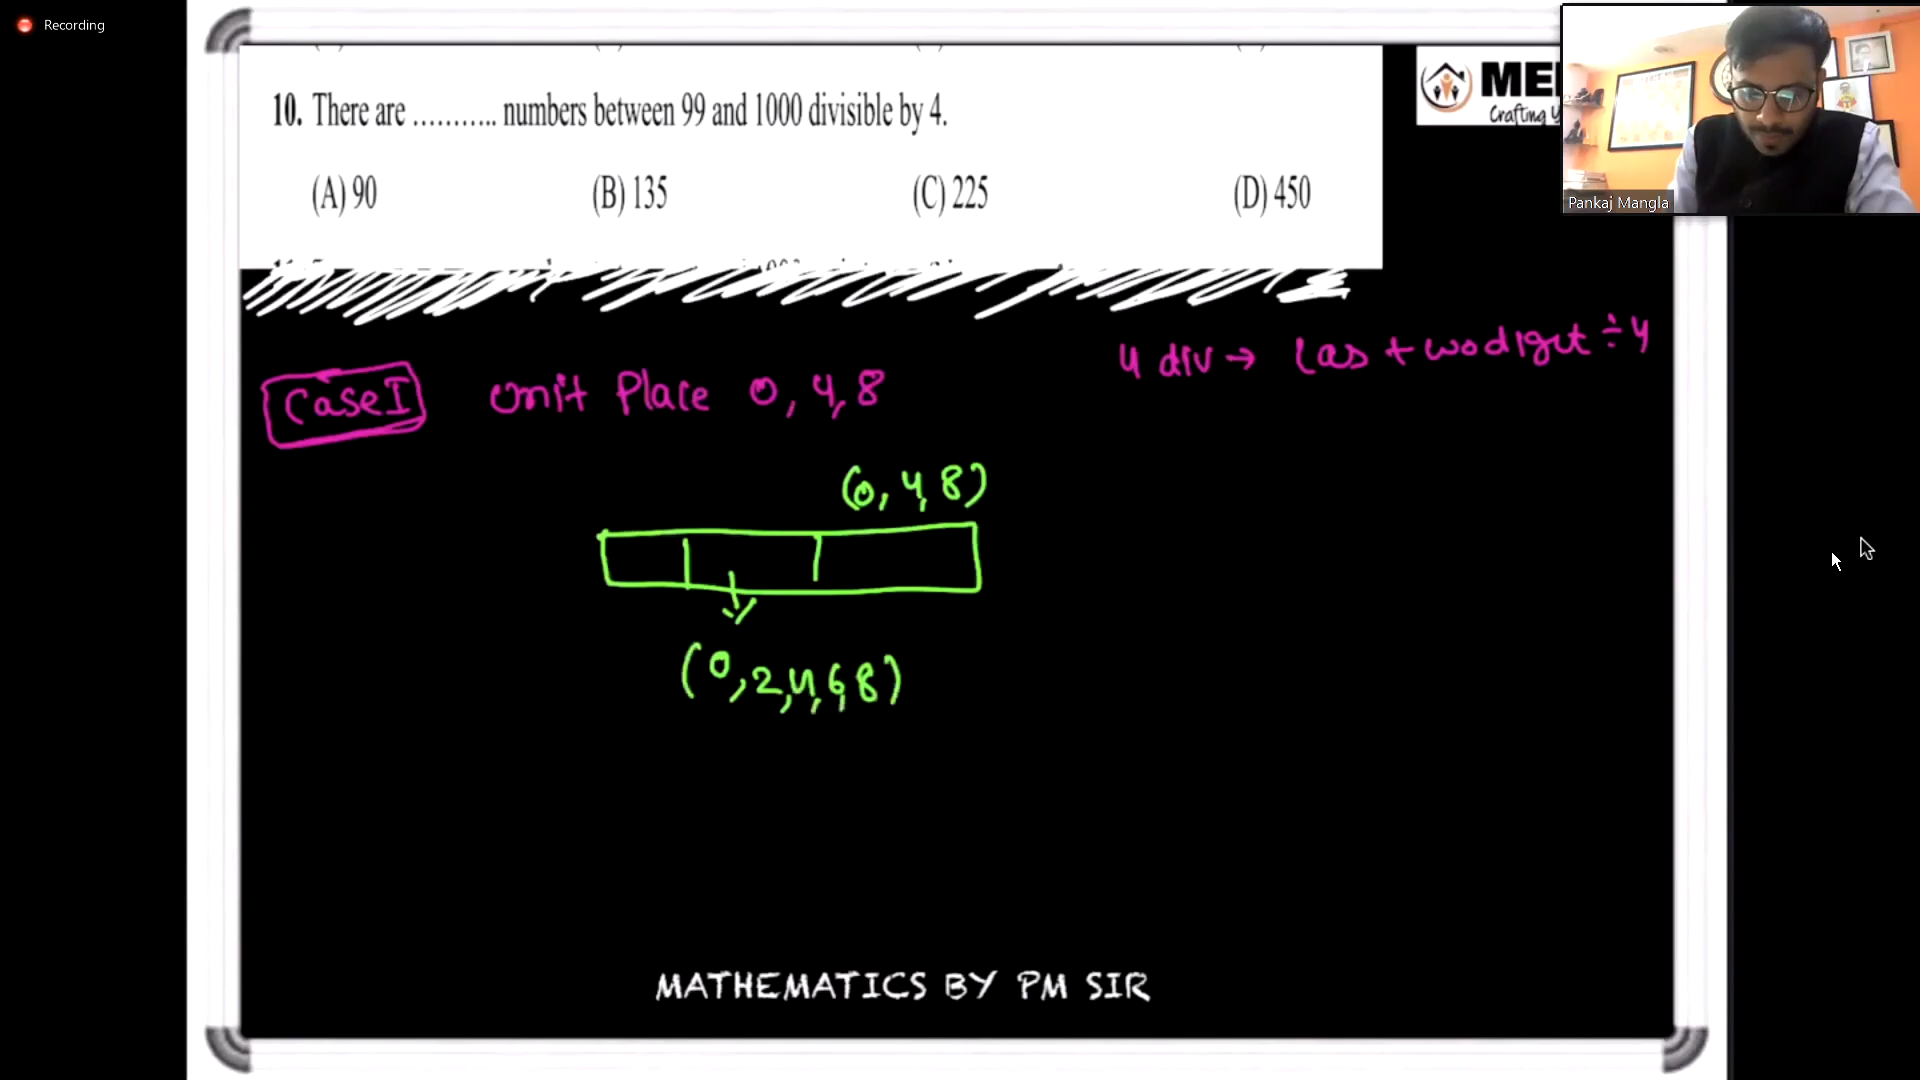 Recording
10. There are ........... numbers between 99 and 1000 divisible by 4.
(A) 90 (B) 135 (C) 225 (D) 450
Crafting
Pankaj Mangla
4 div → las two digit ÷ 4
Case I Unit Place 0, 4, 8
(0, 4, 8)
(0, 2, 4, 6, 8)
MATHEMATICS BY PM SIR